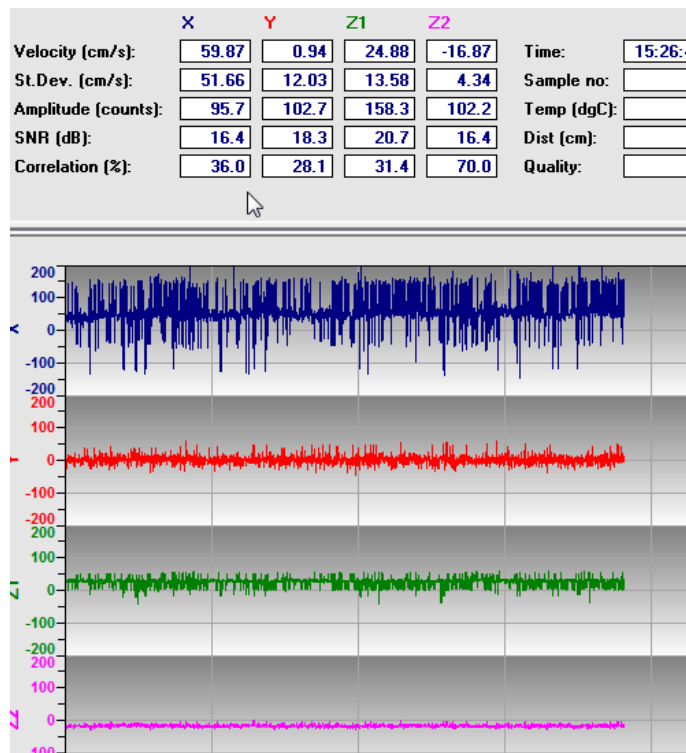 X Y Z1 Z2
Velocity (cm/s): 59.87 0.94 24.88 -16.87 Time: 15:26:
St.Dev. (cm/s): 51.66 12.03 13.58 4.34 Sample no:
Amplitude (counts): 95.7 102.7 158.3 102.2 Temp (dgC):
SNR (dB): 16.4 18.3 20.7 16.4 Dist (cm):
Correlation (%): 36.0 28.1 31.4 70.0 Quality:
200
100
X 0
-100
-200
200
100
Y 0
-100
-200
200
100
Z1 0
-100
-200
200
100
Z2 0
-100